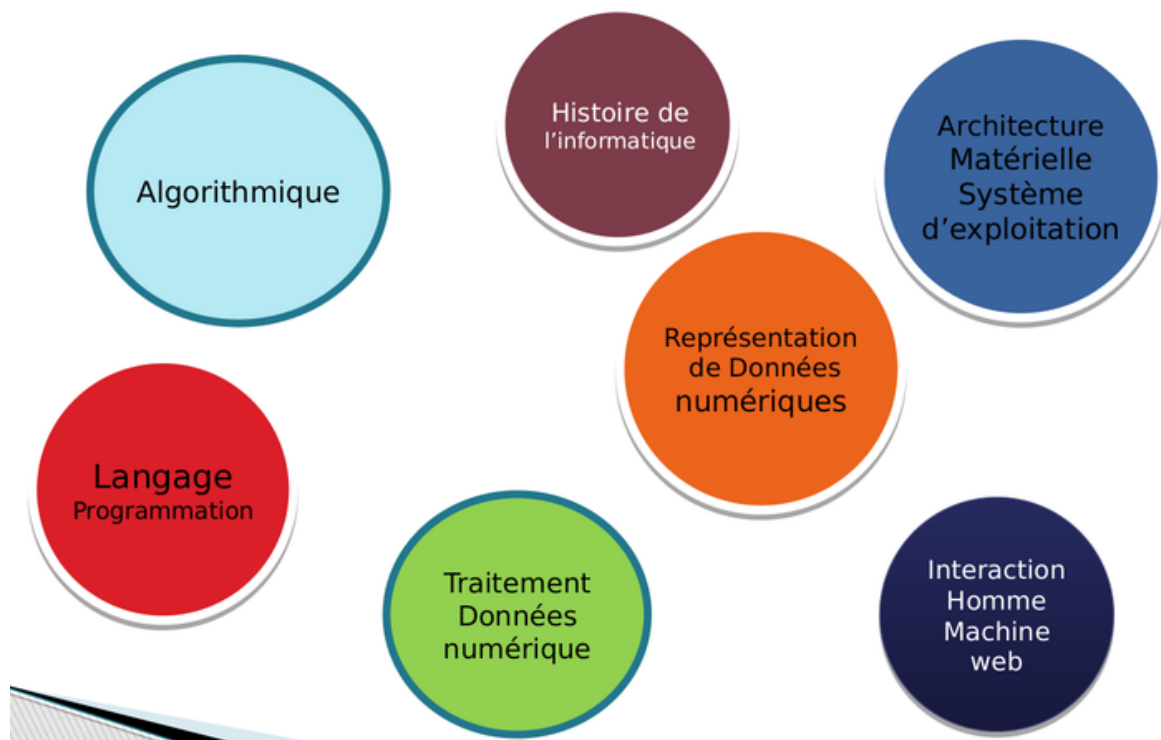 Histoire de
l’informatique
Architecture
Matérielle
Système
d’exploitation
Algorithmique
Représentation
de Données
numériques
Langage
Programmation
Traitement
Données
numérique
Interaction
Homme
Machine
web